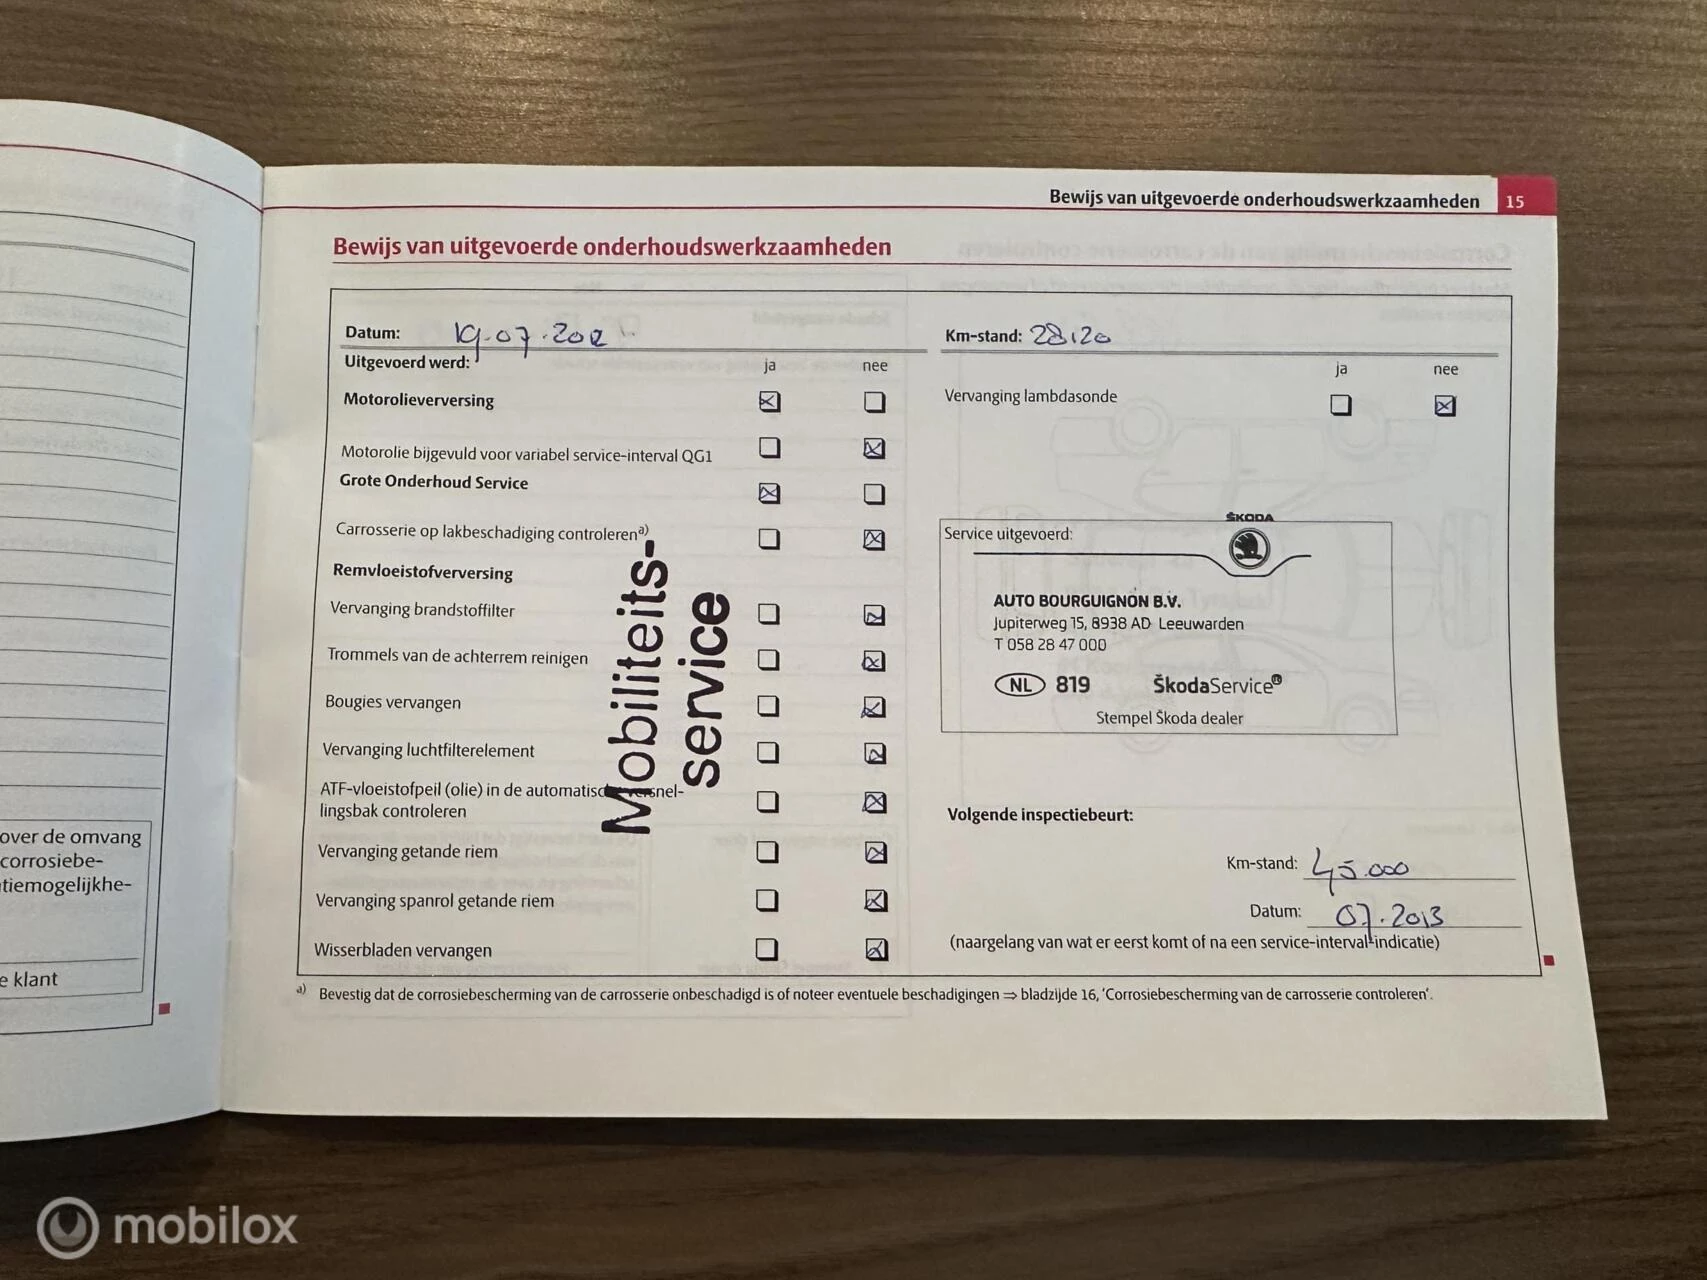 Bewijs van uitgevoerde onderhoudswerkzaamheden 15
over de omvang
corrosiebe-
tiemogelijkhe-
e klant
Bewijs van uitgevoerde onderhoudswerkzaamheden
Datum: 19.07.2012
Km-stand: 28120
Uitgevoerd werd: ja nee
ja nee
Motorolieverversing
Vervanging lambdasonde
Motorolie bijgevuld voor variabel service-interval QG1
Grote Onderhoud Service
Carrosserie op lakbeschadiging controleren a)
Remvloeistofverversing
Vervanging brandstoffilter
Trommels van de achterrem reinigen
Bougies vervangen
Vervanging luchtfilterelement
ATF-vloeistofpeil (olie) in de automatische versnel-
lingsbak controleren
Vervanging getande riem
Vervanging spanrol getande riem
Wisserbladen vervangen
Mobiliteits-
service
ŠKODA
Service uitgevoerd:
AUTO BOURGUIGNON B.V.
Jupiterweg 15, 8938 AD Leeuwarden
T 058 28 47 000
NL 819 ŠkodaService®
Stempel Škoda dealer
Volgende inspectiebeurt:
Km-stand: 45.000
Datum: 07.2013
(naargelang van wat er eerst komt of na een service-interval-indicatie)
a) Bevestig dat de corrosiebescherming van de carrosserie onbeschadigd is of noteer eventuele beschadigingen ⇒ bladzijde 16, 'Corrosiebescherming van de carrosserie controleren'.
mobilox